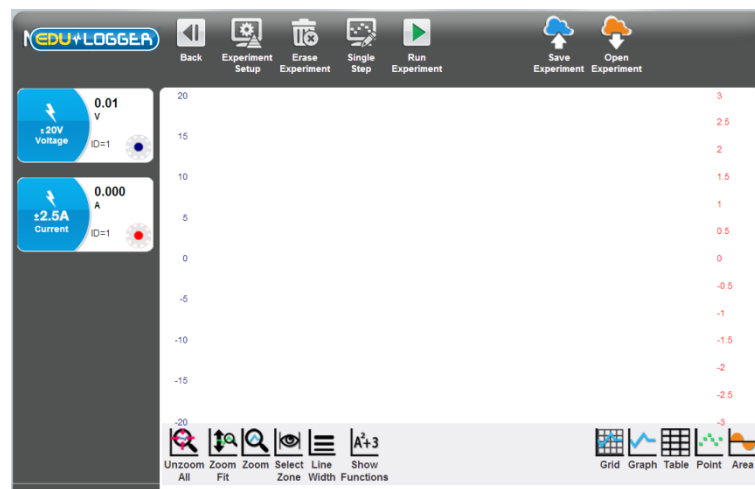 NEDULOGGER
Back
Experiment Setup
Erase Experiment
Single Step
Run Experiment
Save Experiment
Open Experiment
0.01
V
±20V
Voltage
ID=1
0.000
A
±2.5A
Current
ID=1
20
15
10
5
0
-5
-10
-15
-20
3
2.5
2
1.5
1
0.5
0
-0.5
-1
-1.5
-2
-2.5
-3
Unzoom All
Zoom Fit
Zoom
Select Zone
Line Width
A²+3
Show Functions
Grid
Graph
Table
Point
Area